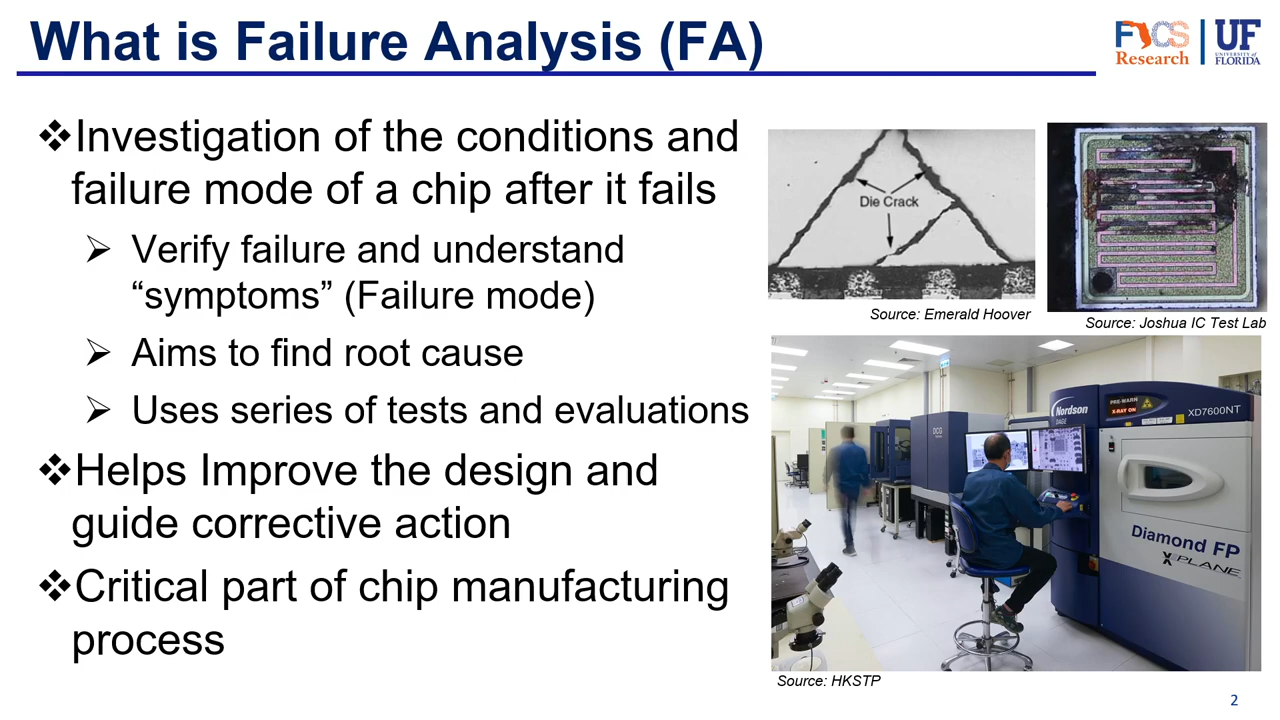 What is Failure Analysis (FA)
FICS
Research
UF
UNIVERSITY of
FLORIDA
❖Investigation of the conditions and
failure mode of a chip after it fails
➢ Verify failure and understand
“symptoms” (Failure mode)
➢ Aims to find root cause
➢ Uses series of tests and evaluations
❖Helps Improve the design and
guide corrective action
❖Critical part of chip manufacturing
process
Die Crack
Source: Emerald Hoover
Source: Joshua IC Test Lab
Nordson
DAGE
PRE-WARN
X-RAY ON
XD7600NT
DCG
Diamond FP
X PLANE
Source: HKSTP
2